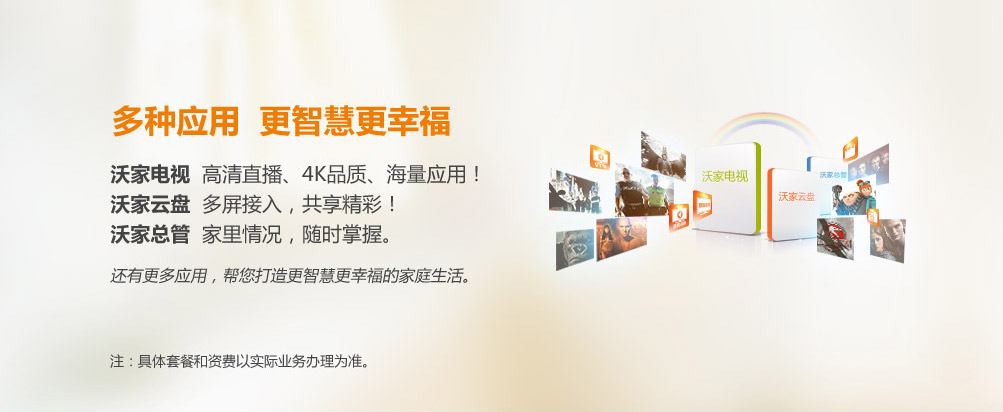 多种应用 更智慧更幸福
沃家电视 高清直播、4K品质、海量应用！
沃家云盘 多屏接入，共享精彩！
沃家总管 家里情况，随时掌握。
还有更多应用，帮您打造更智慧更幸福的家庭生活。
注：具体套餐和资费以实际业务办理为准。
沃家电视
沃家云盘
沃家总管